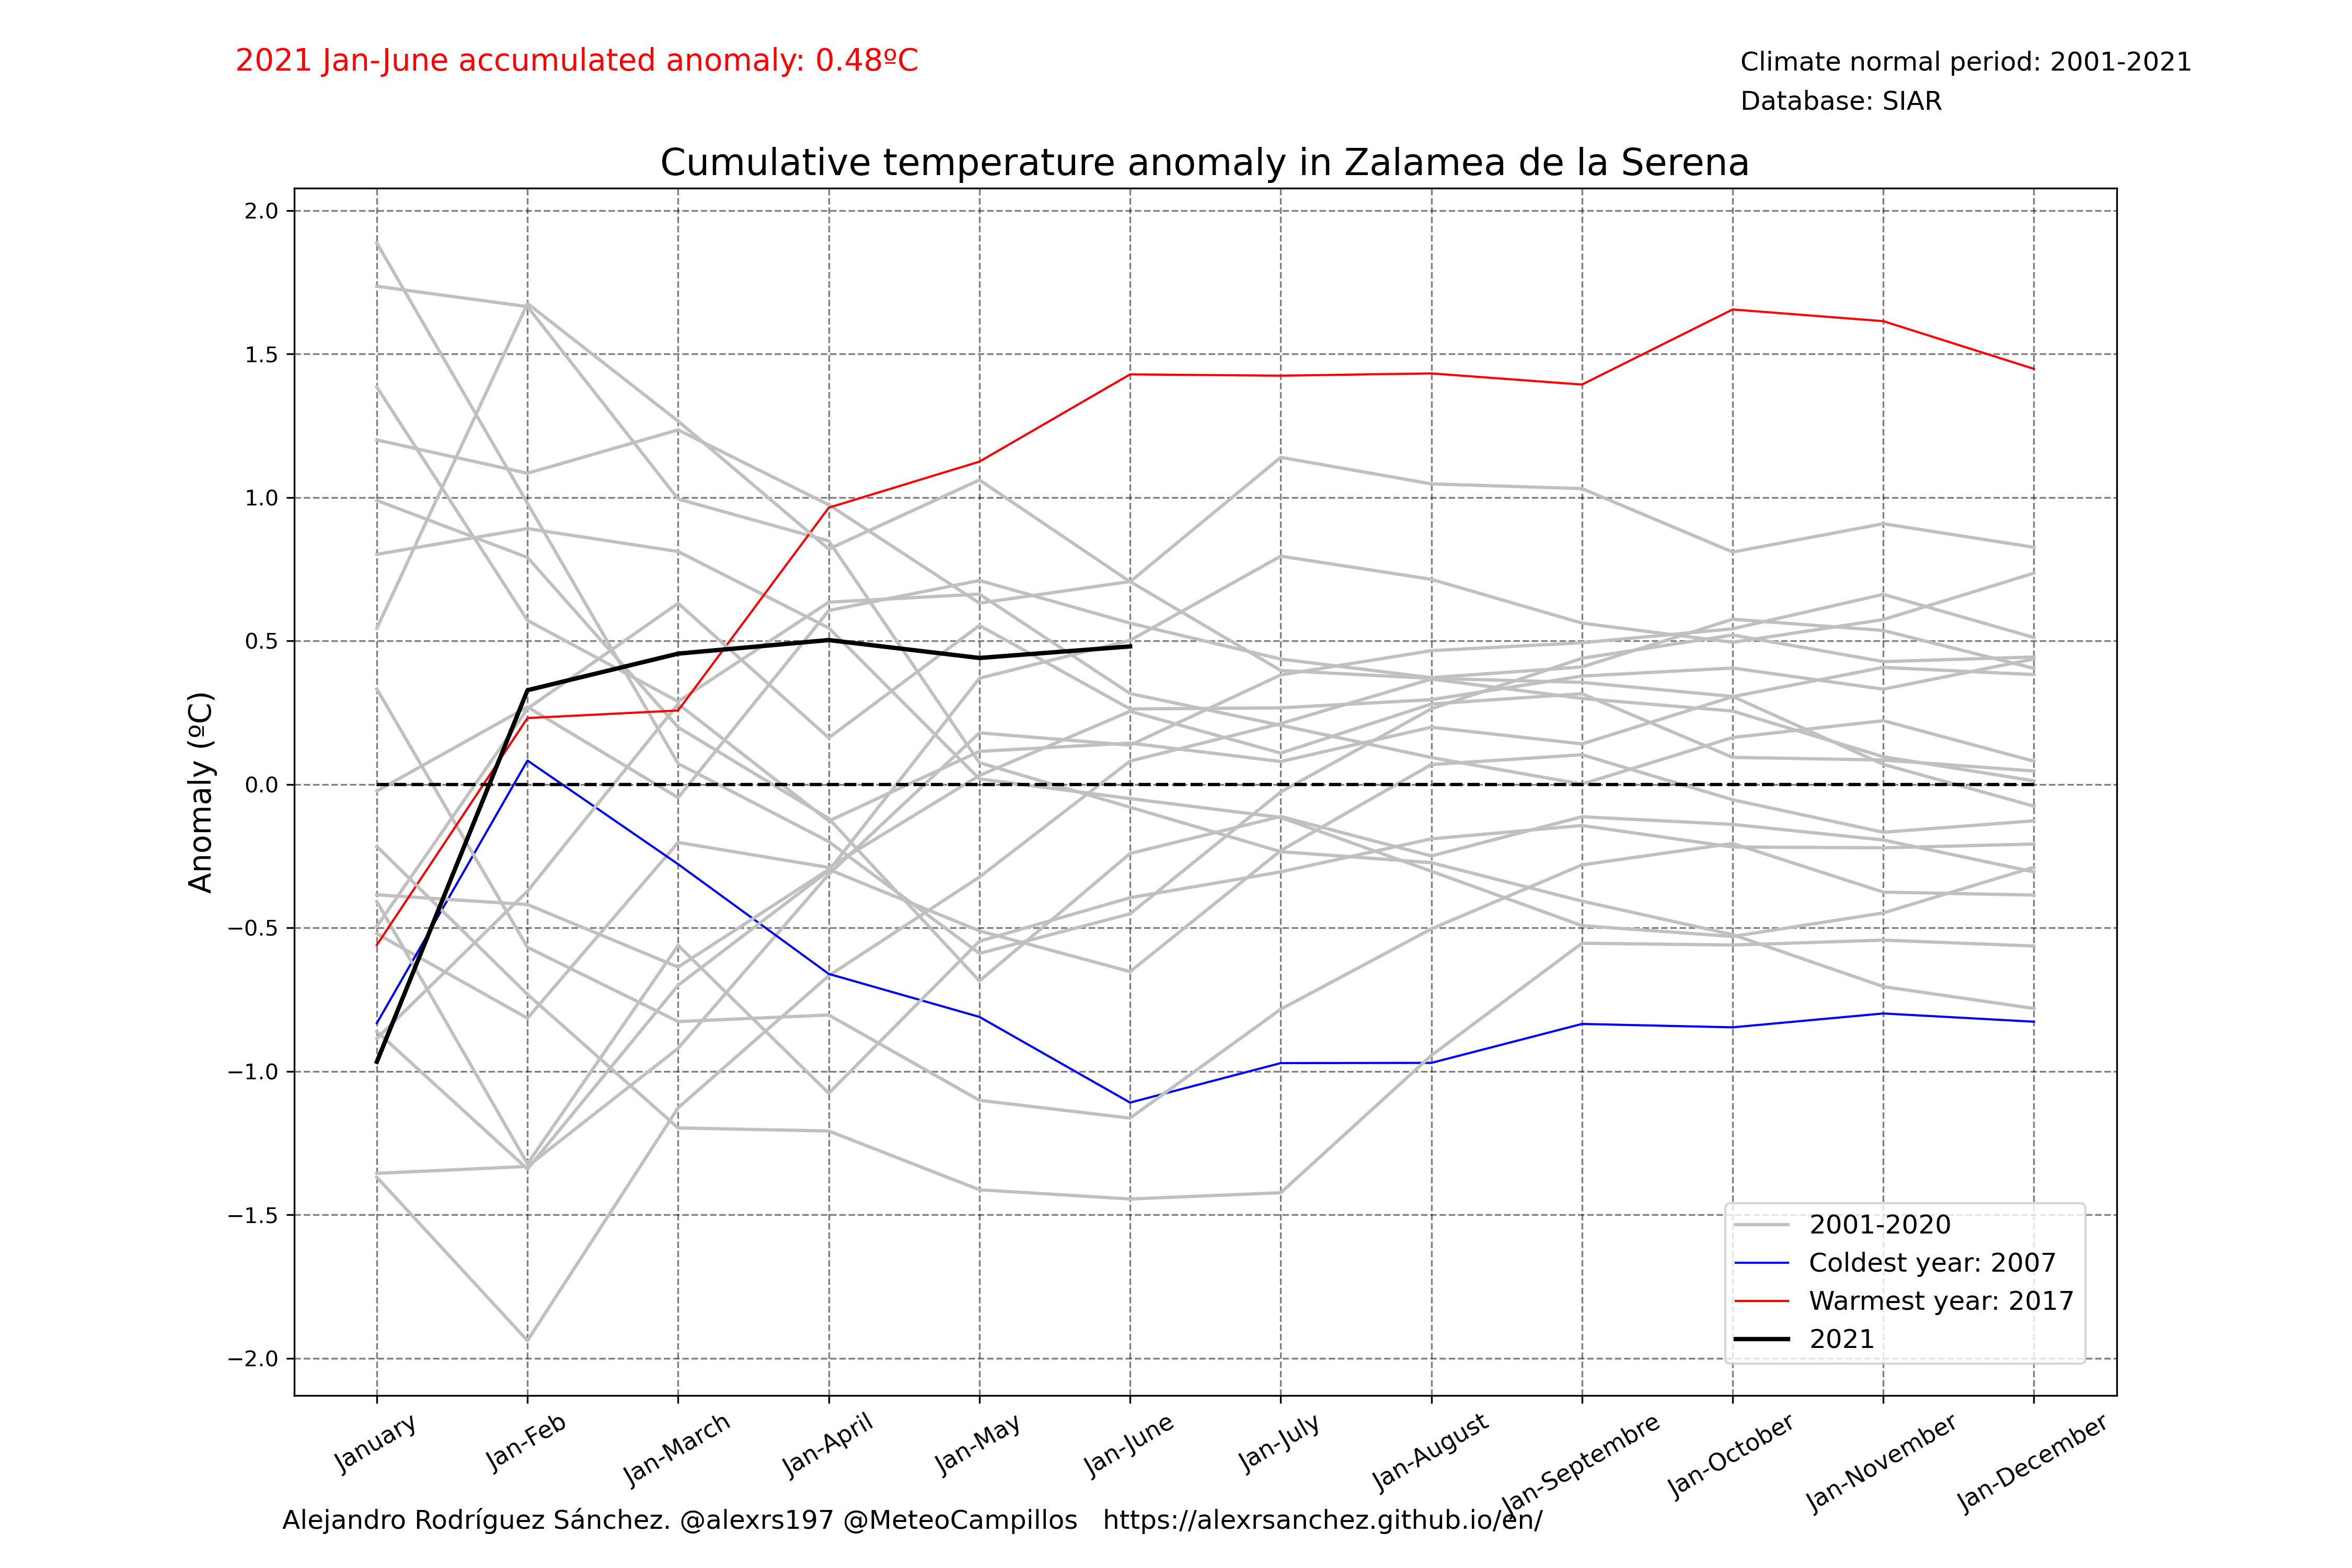 2021 Jan-June accumulated anomaly: 0.48ºC
Climate normal period: 2001-2021
Database: SIAR
Cumulative temperature anomaly in Zalamea de la Serena
Anomaly (ºC)
2.0
1.5
1.0
0.5
0.0
−0.5
−1.0
−1.5
−2.0
2001-2020
Coldest year: 2007
Warmest year: 2017
2021
January
Jan-Feb
Jan-March
Jan-April
Jan-May
Jan-June
Jan-July
Jan-August
Jan-Septembre
Jan-October
Jan-November
Jan-December
Alejandro Rodríguez Sánchez. @alexrs197 @MeteoCampillos https://alexrsanchez.github.io/en/